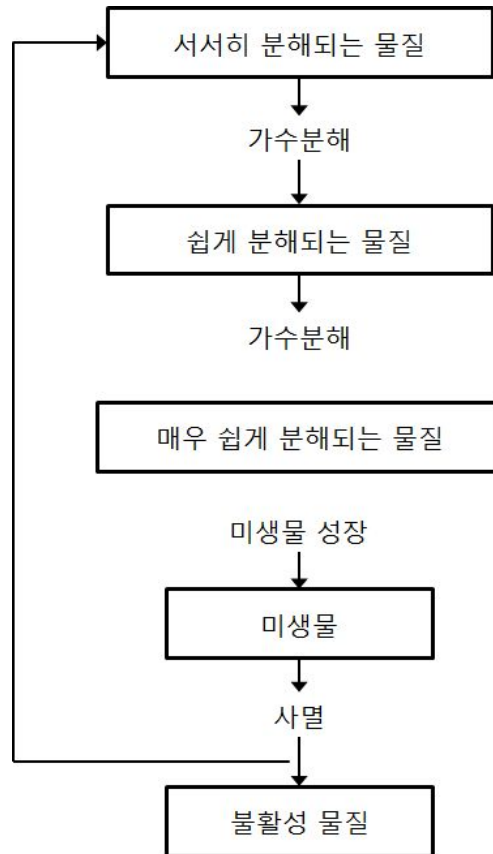 서서히 분해되는 물질
가수분해
쉽게 분해되는 물질
가수분해
매우 쉽게 분해되는 물질
미생물 성장
미생물
사멸
불활성 물질